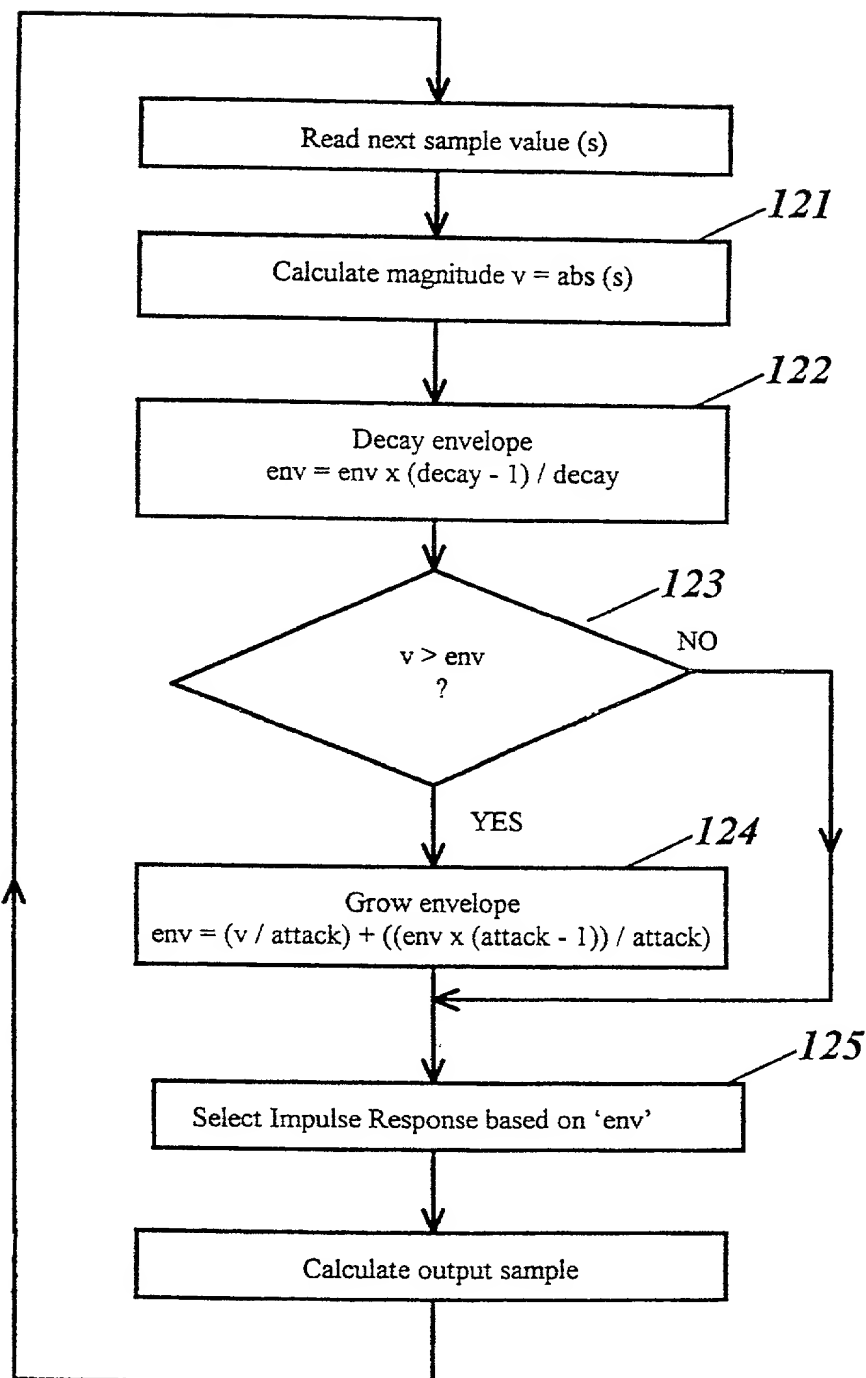 Read next sample value (s)
121
Calculate magnitude v = abs (s)
122
Decay envelope
env = env x (decay - 1) / decay
123
v > env
?
NO
YES
124
Grow envelope
env = (v / attack) + ((env x (attack - 1)) / attack)
125
Select Impulse Response based on ‘env’
Calculate output sample